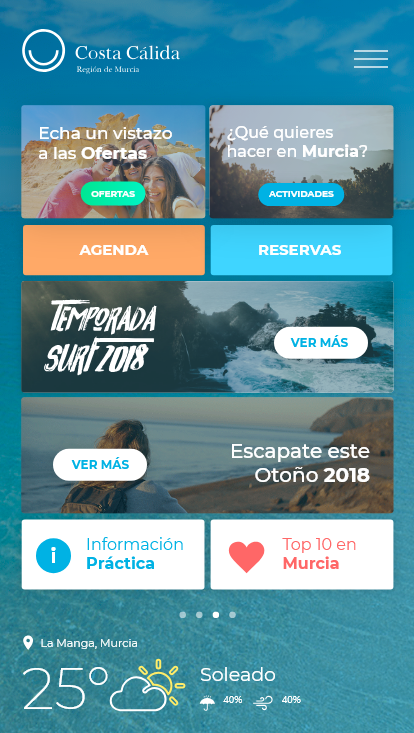 Costa Cálida
Región de Murcia
Echa un vistazo
a las Ofertas
OFERTAS
¿Qué quieres
hacer en Murcia?
ACTIVIDADES
AGENDA
RESERVAS
TEMPORADA
SURF 2018
VER MÁS
VER MÁS
Escapate este
Otoño 2018
i
Información
Práctica
Top 10 en
Murcia
La Manga, Murcia
25°
Soleado
40%
40%